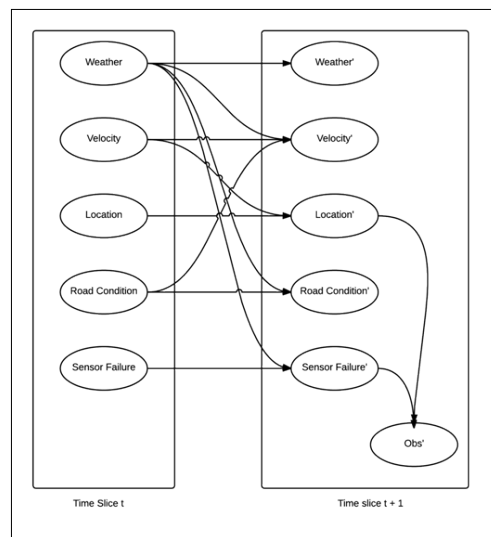 Weather
Weather'
Velocity
Velocity'
Location
Location'
Road Condition
Road Condition'
Sensor Failure
Sensor Failure'
Obs'
Time Slice t
Time slice t + 1